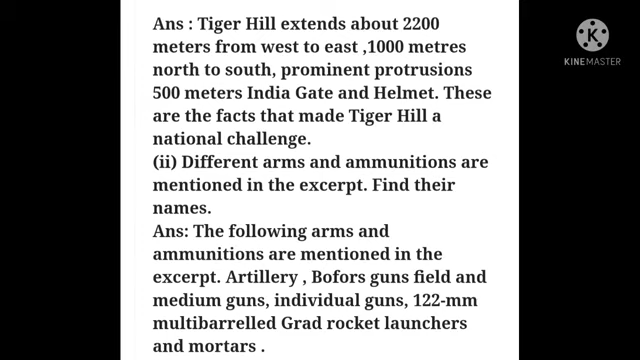 Ans : Tiger Hill extends about 2200
meters from west to east ,1000 metres
north to south, prominent protrusions
500 meters India Gate and Helmet. These
are the facts that made Tiger Hill a
national challenge.
(ii) Different arms and ammunitions are
mentioned in the excerpt. Find their
names.
Ans: The following arms and
ammunitions are mentioned in the
excerpt. Artillery , Bofors guns field and
medium guns, individual guns, 122-mm
multibarrelled Grad rocket launchers
and mortars .
K
KINEMASTER